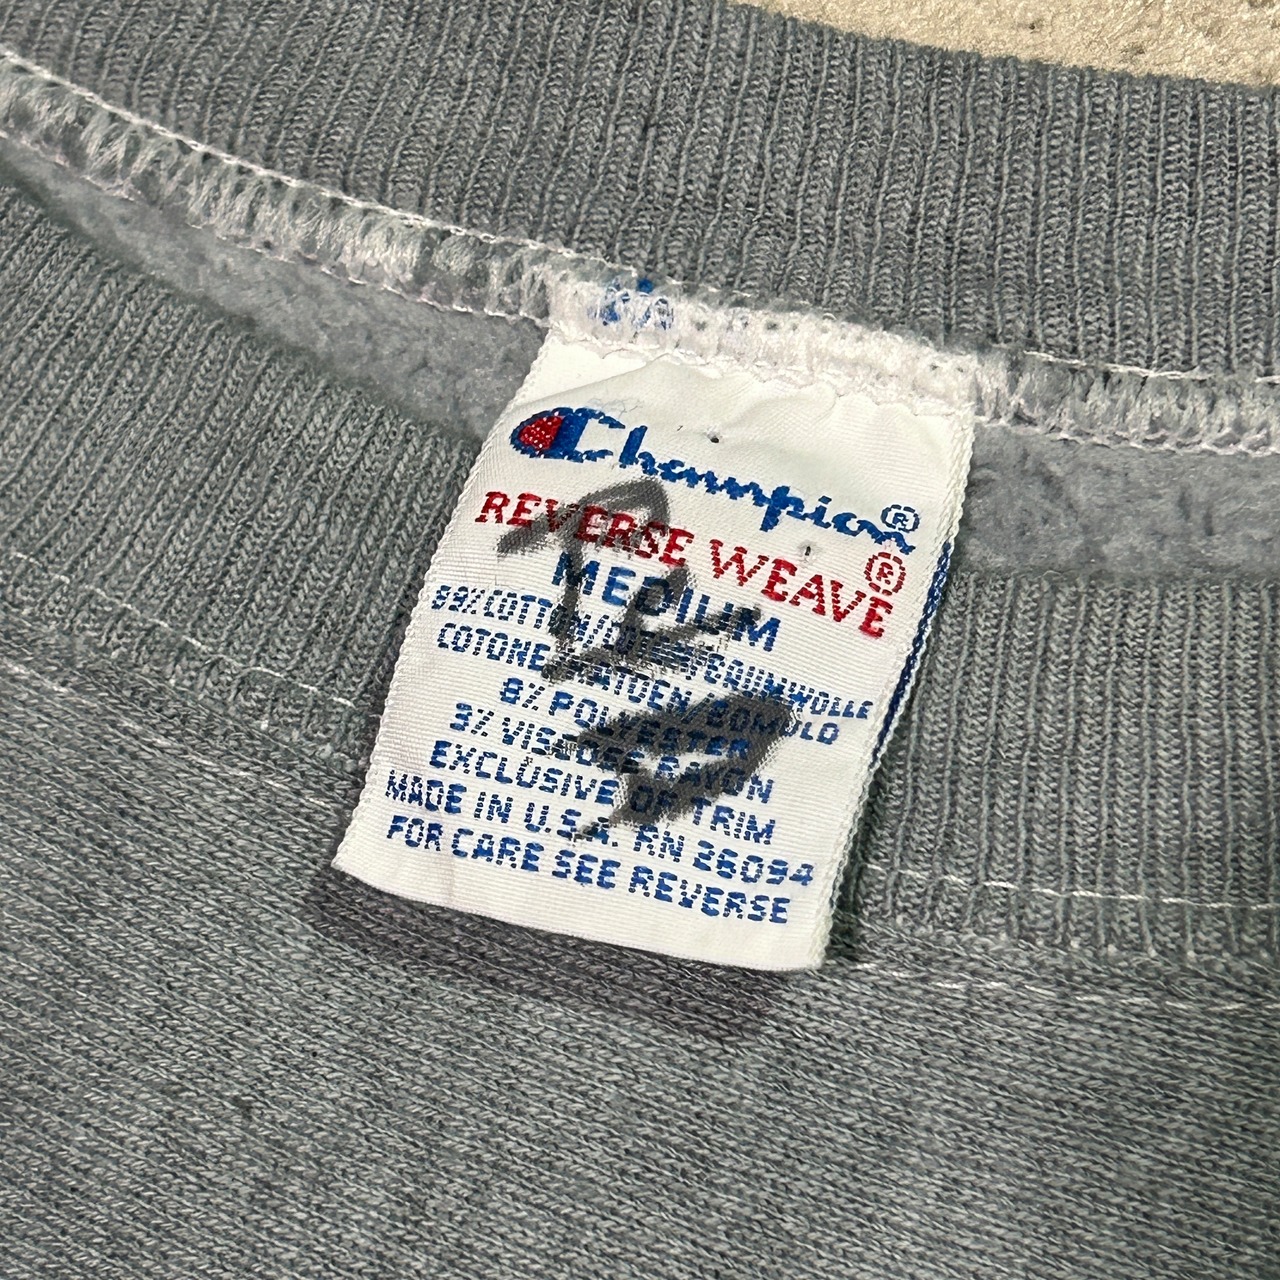 Champion®
REVERSE WEAVE®
MEDIUM
89% COTTON/COTON/BAUMWOLLE
COTONE/KATOEN/BOMULD
8% POLYESTER
3% VISCOSE RAYON
EXCLUSIVE OF TRIM
MADE IN U.S.A. RN 26094
FOR CARE SEE REVERSE